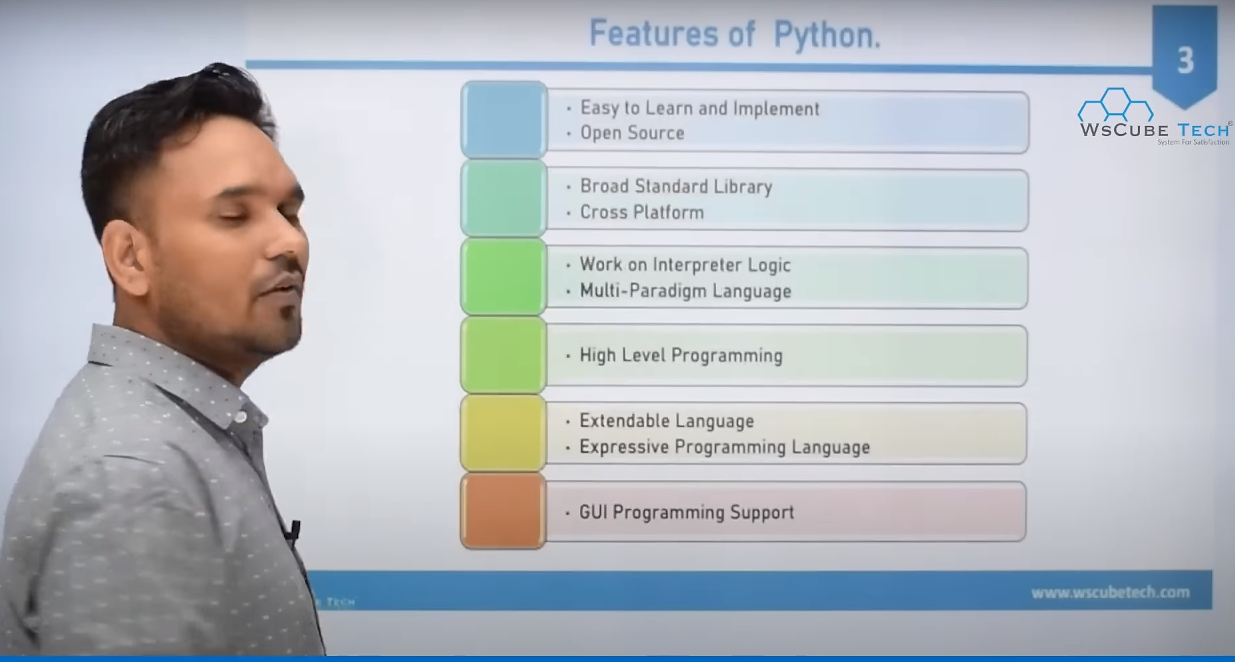 Features of Python.
3
WsCube Tech
System For Satisfaction
• Easy to Learn and Implement
• Open Source
• Broad Standard Library
• Cross Platform
• Work on Interpreter Logic
• Multi-Paradigm Language
• High Level Programming
• Extendable Language
• Expressive Programming Language
• GUI Programming Support
Tech
www.wscubetech.com